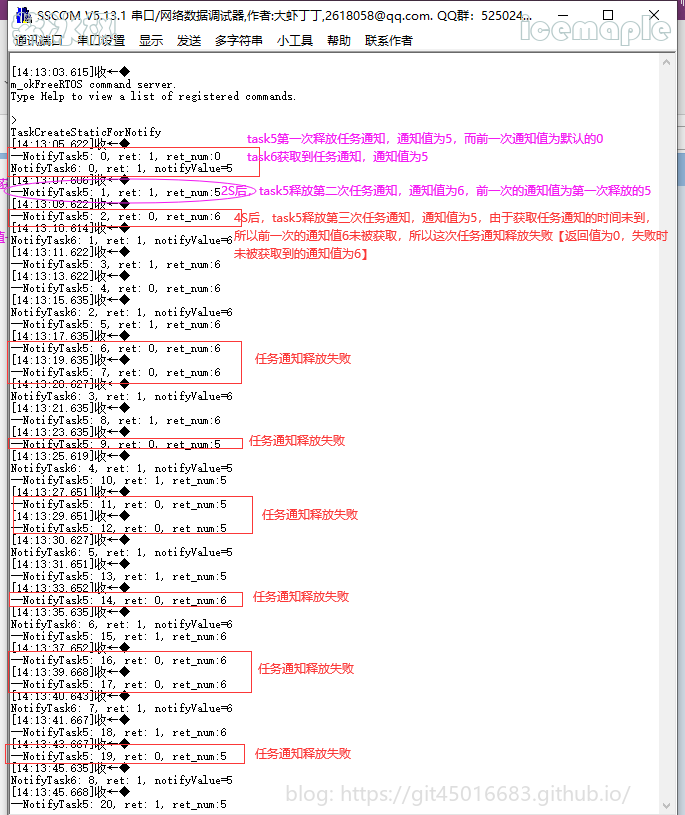 SSCOM V5.13.1 串口/网络数据调试器,作者:大虾丁丁,2618058@qq.com. QQ群: 525024...
icemaple
通讯端口 串口设置 显示 发送 多字符串 小工具 帮助 联系作者
[14:13:03.615]收←◆
m_okFreeRTOS command server.
Type Help to view a list of registered commands.
>
TaskCreateStaticForNotify
[14:13:05.622]收←◆
task5第一次释放任务通知，通知值为5，而前一次通知值为默认的0
—NotifyTask5: 0, ret: 1, ret_num:0
NotifyTask6: 0, ret: 1, notifyValue=5
task6获取到任务通知，通知值为5
[14:13:07.606]收←◆
—NotifyTask5: 1, ret: 1, ret_num:5
2S后，task5释放第二次任务通知，通知值为6，前一次的通知值为第一次释放的5
[14:13:09.622]收←◆
—NotifyTask5: 2, ret: 0, ret_num:6
4S后，task5释放第三次任务通知，通知值为5，由于获取任务通知的时间未到，
所以前一次的通知值6未被获取，所以这次任务通知释放失败【返回值为0，失败时
未被获取到的通知值为6】
[14:13:10.614]收←◆
NotifyTask6: 1, ret: 1, notifyValue=6
[14:13:11.622]收←◆
—NotifyTask5: 3, ret: 1, ret_num:6
[14:13:13.622]收←◆
—NotifyTask5: 4, ret: 0, ret_num:6
[14:13:15.635]收←◆
NotifyTask6: 2, ret: 1, notifyValue=6
—NotifyTask5: 5, ret: 1, ret_num:6
[14:13:17.635]收←◆
—NotifyTask5: 6, ret: 0, ret_num:6
[14:13:19.635]收←◆
任务通知释放失败
—NotifyTask5: 7, ret: 0, ret_num:6
[14:13:20.627]收←◆
NotifyTask6: 3, ret: 1, notifyValue=6
[14:13:21.635]收←◆
—NotifyTask5: 8, ret: 1, ret_num:6
[14:13:23.635]收←◆
—NotifyTask5: 9, ret: 0, ret_num:5
任务通知释放失败
[14:13:25.619]收←◆
NotifyTask6: 4, ret: 1, notifyValue=5
—NotifyTask5: 10, ret: 1, ret_num:5
[14:13:27.651]收←◆
—NotifyTask5: 11, ret: 0, ret_num:5
[14:13:29.651]收←◆
任务通知释放失败
—NotifyTask5: 12, ret: 0, ret_num:5
[14:13:30.627]收←◆
NotifyTask6: 5, ret: 1, notifyValue=5
[14:13:31.651]收←◆
—NotifyTask5: 13, ret: 1, ret_num:5
[14:13:33.652]收←◆
—NotifyTask5: 14, ret: 0, ret_num:6
任务通知释放失败
[14:13:35.635]收←◆
NotifyTask6: 6, ret: 1, notifyValue=6
—NotifyTask5: 15, ret: 1, ret_num:6
[14:13:37.652]收←◆
—NotifyTask5: 16, ret: 0, ret_num:6
[14:13:39.668]收←◆
任务通知释放失败
—NotifyTask5: 17, ret: 0, ret_num:6
[14:13:40.643]收←◆
NotifyTask6: 7, ret: 1, notifyValue=6
[14:13:41.667]收←◆
—NotifyTask5: 18, ret: 1, ret_num:6
[14:13:43.667]收←◆
—NotifyTask5: 19, ret: 0, ret_num:5
任务通知释放失败
[14:13:45.635]收←◆
NotifyTask6: 8, ret: 1, notifyValue=5
[14:13:45.668]收←◆
—NotifyTask5: 20, ret: 1, ret_num:5
blog: https://git45016683.github.io/